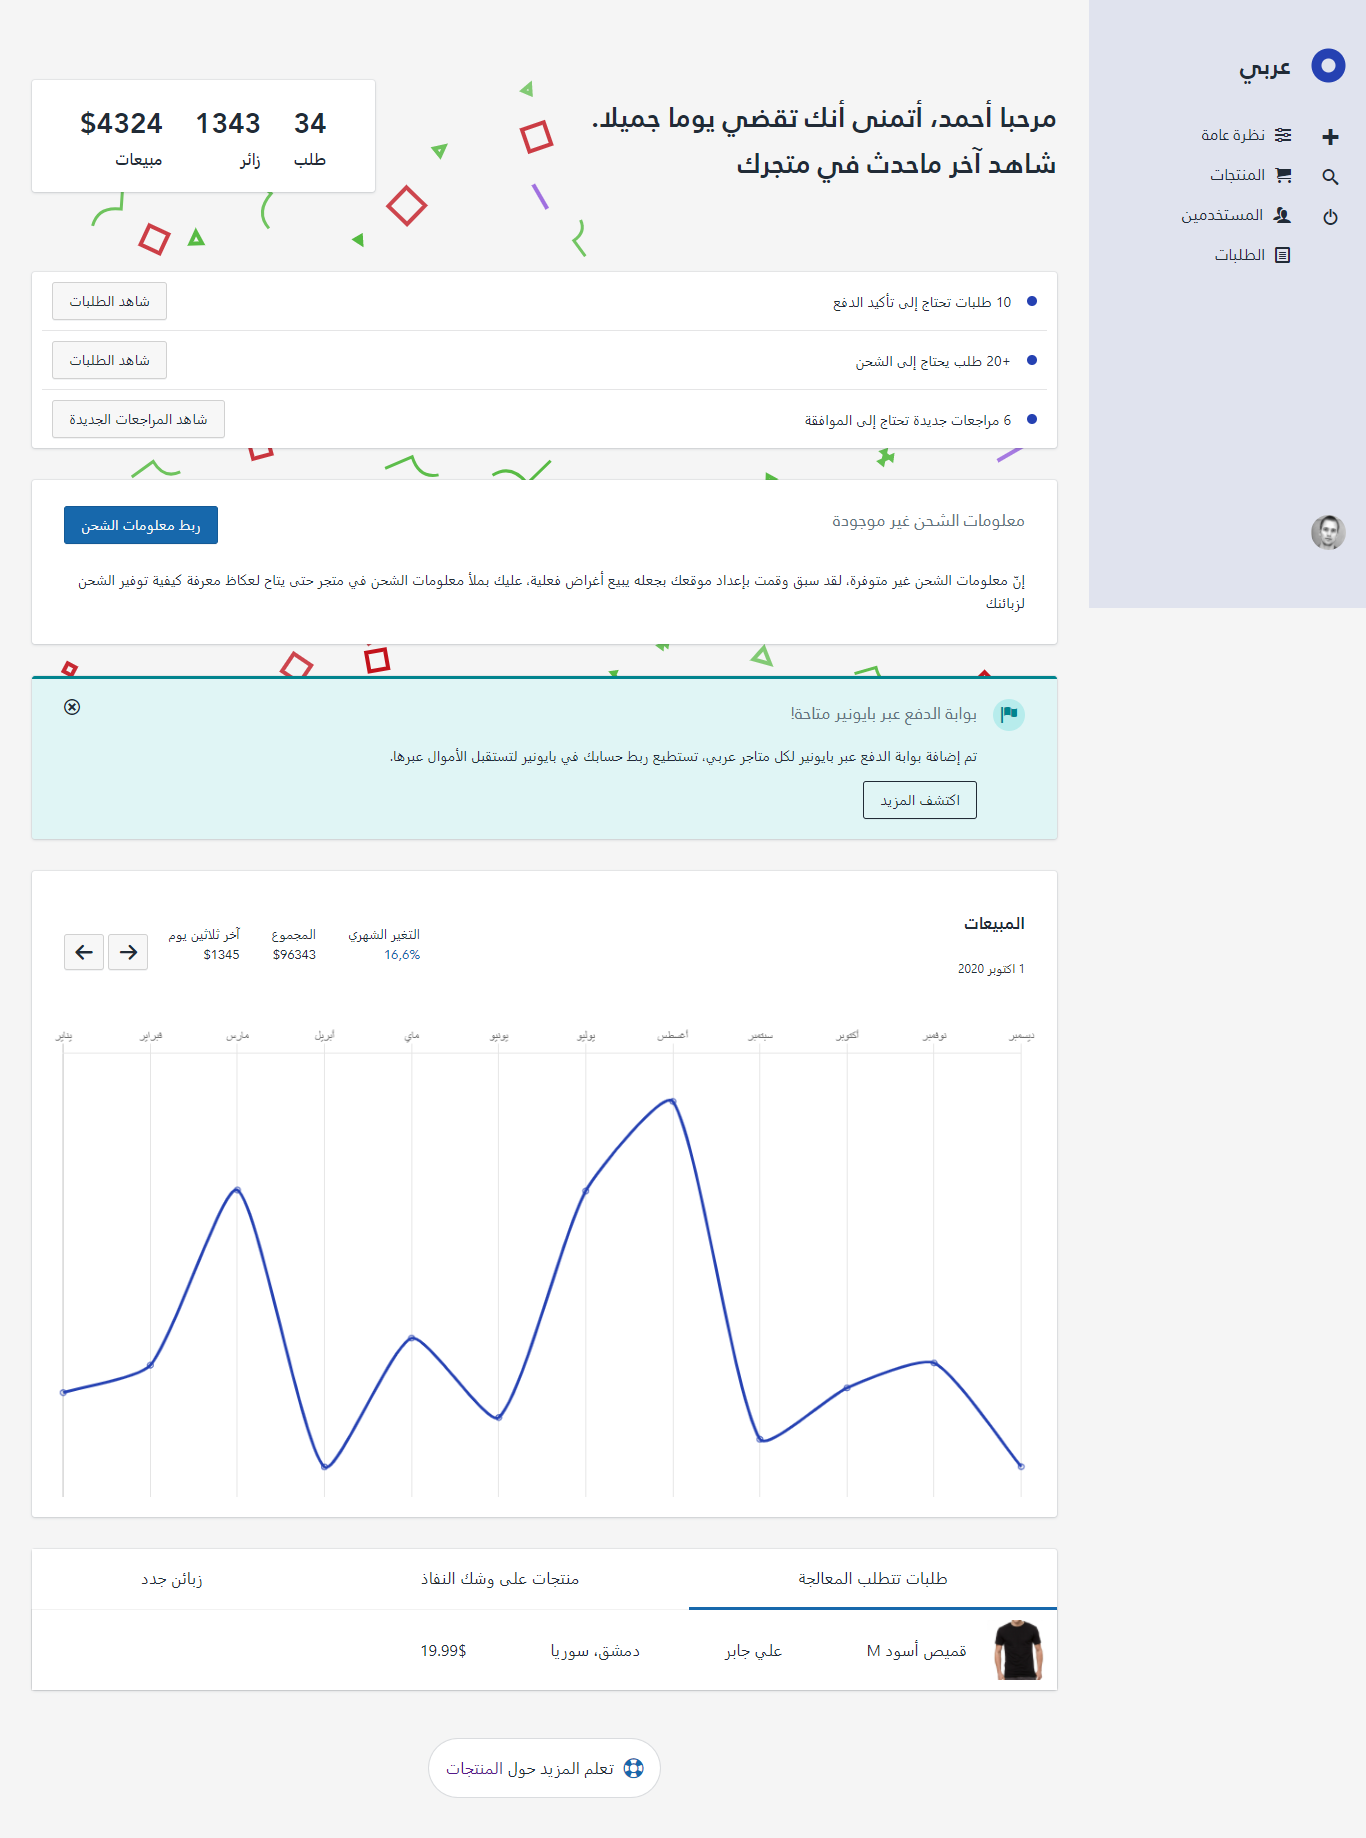 عربي
نظرة عامة
المنتجات
المستخدمين
الطلبات
مرحبا أحمد، أتمنى أنك تقضي يوما جميلا.
شاهد آخر ماحدث في متجرك
34 1343 $4324
طلب زائر مبيعات
10 طلبات تحتاج إلى تأكيد الدفع
شاهد الطلبات
+20 طلب يحتاج إلى الشحن
شاهد الطلبات
6 مراجعات جديدة تحتاج إلى الموافقة
شاهد المراجعات الجديدة
معلومات الشحن غير موجودة
ربط معلومات الشحن
إنّ معلومات الشحن غير متوفرة، لقد سبق وقمت بإعداد موقعك بجعله يبيع أغراض فعلية، عليك بملأ معلومات الشحن في متجر حتى يتاح لعكاظ معرفة كيفية توفير الشحن
لزبائنك
بوابة الدفع عبر بايونير متاحة!
تم إضافة بوابة الدفع عبر بايونير لكل متاجر عربي، تستطيع ربط حسابك في بايونير لتستقبل الأموال عبرها.
اكتشف المزيد
المبيعات
1 اكتوبر 2020
التغير الشهري المجموع آخر ثلاثين يوم
16,6% $96343 $1345
ديسمبر نوفمبر أكتوبر سبتمبر أغسطس يوليو يونيو ماي أبريل مارس فبراير يناير
طلبات تتطلب المعالجة منتجات على وشك النفاذ زبائن جدد
قميص أسود M علي جابر دمشق، سوريا 19.99$
تعلم المزيد حول المنتجات